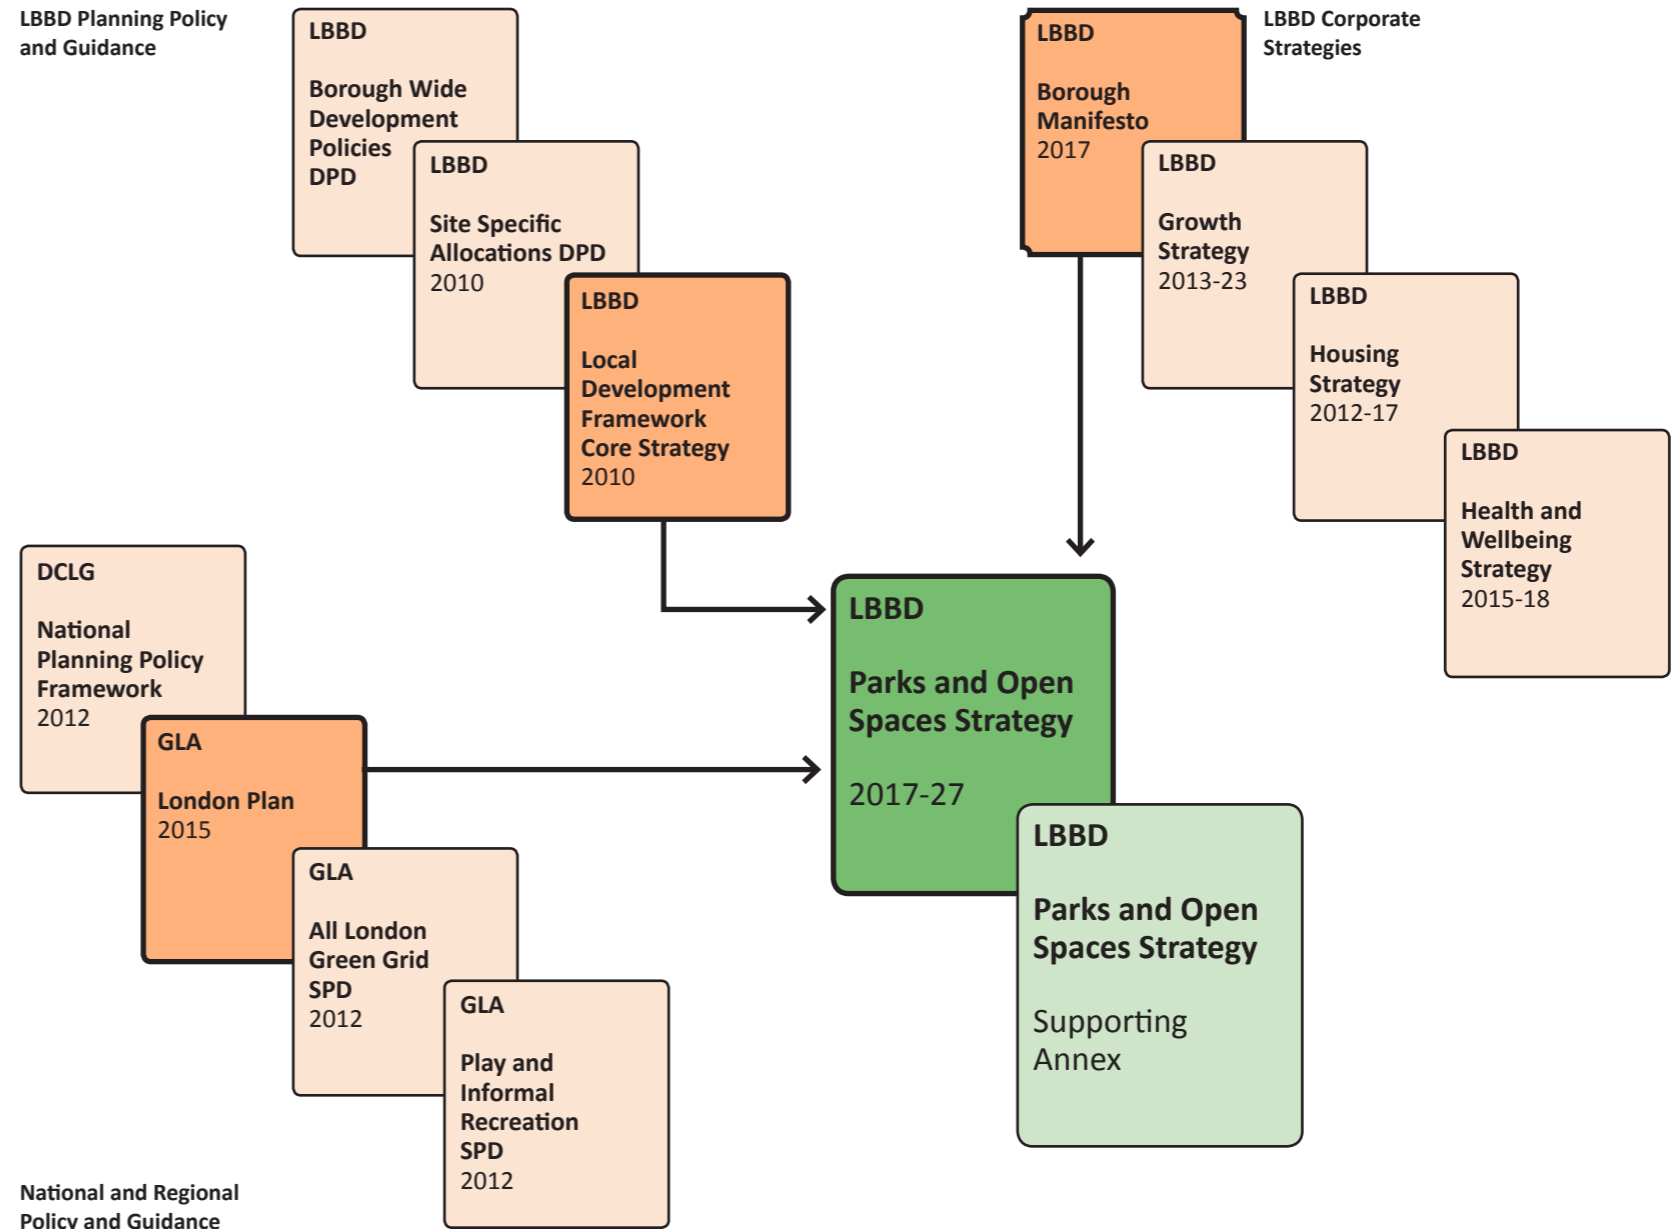 LBBD Planning Policy
and Guidance
LBBD
Borough Wide
Development
Policies
DPD
LBBD
Site Specific
Allocations DPD
2010
LBBD
Local
Development
Framework
Core Strategy
2010
LBBD Corporate
Strategies
LBBD
Borough
Manifesto
2017
LBBD
Growth
Strategy
2013-23
LBBD
Housing
Strategy
2012-17
LBBD
Health and
Wellbeing
Strategy
2015-18
DCLG
National
Planning Policy
Framework
2012
GLA
London Plan
2015
GLA
All London
Green Grid
SPD
2012
GLA
Play and
Informal
Recreation
SPD
2012
National and Regional
Policy and Guidance
LBBD
Parks and Open
Spaces Strategy
2017-27
LBBD
Parks and Open
Spaces Strategy
Supporting
Annex